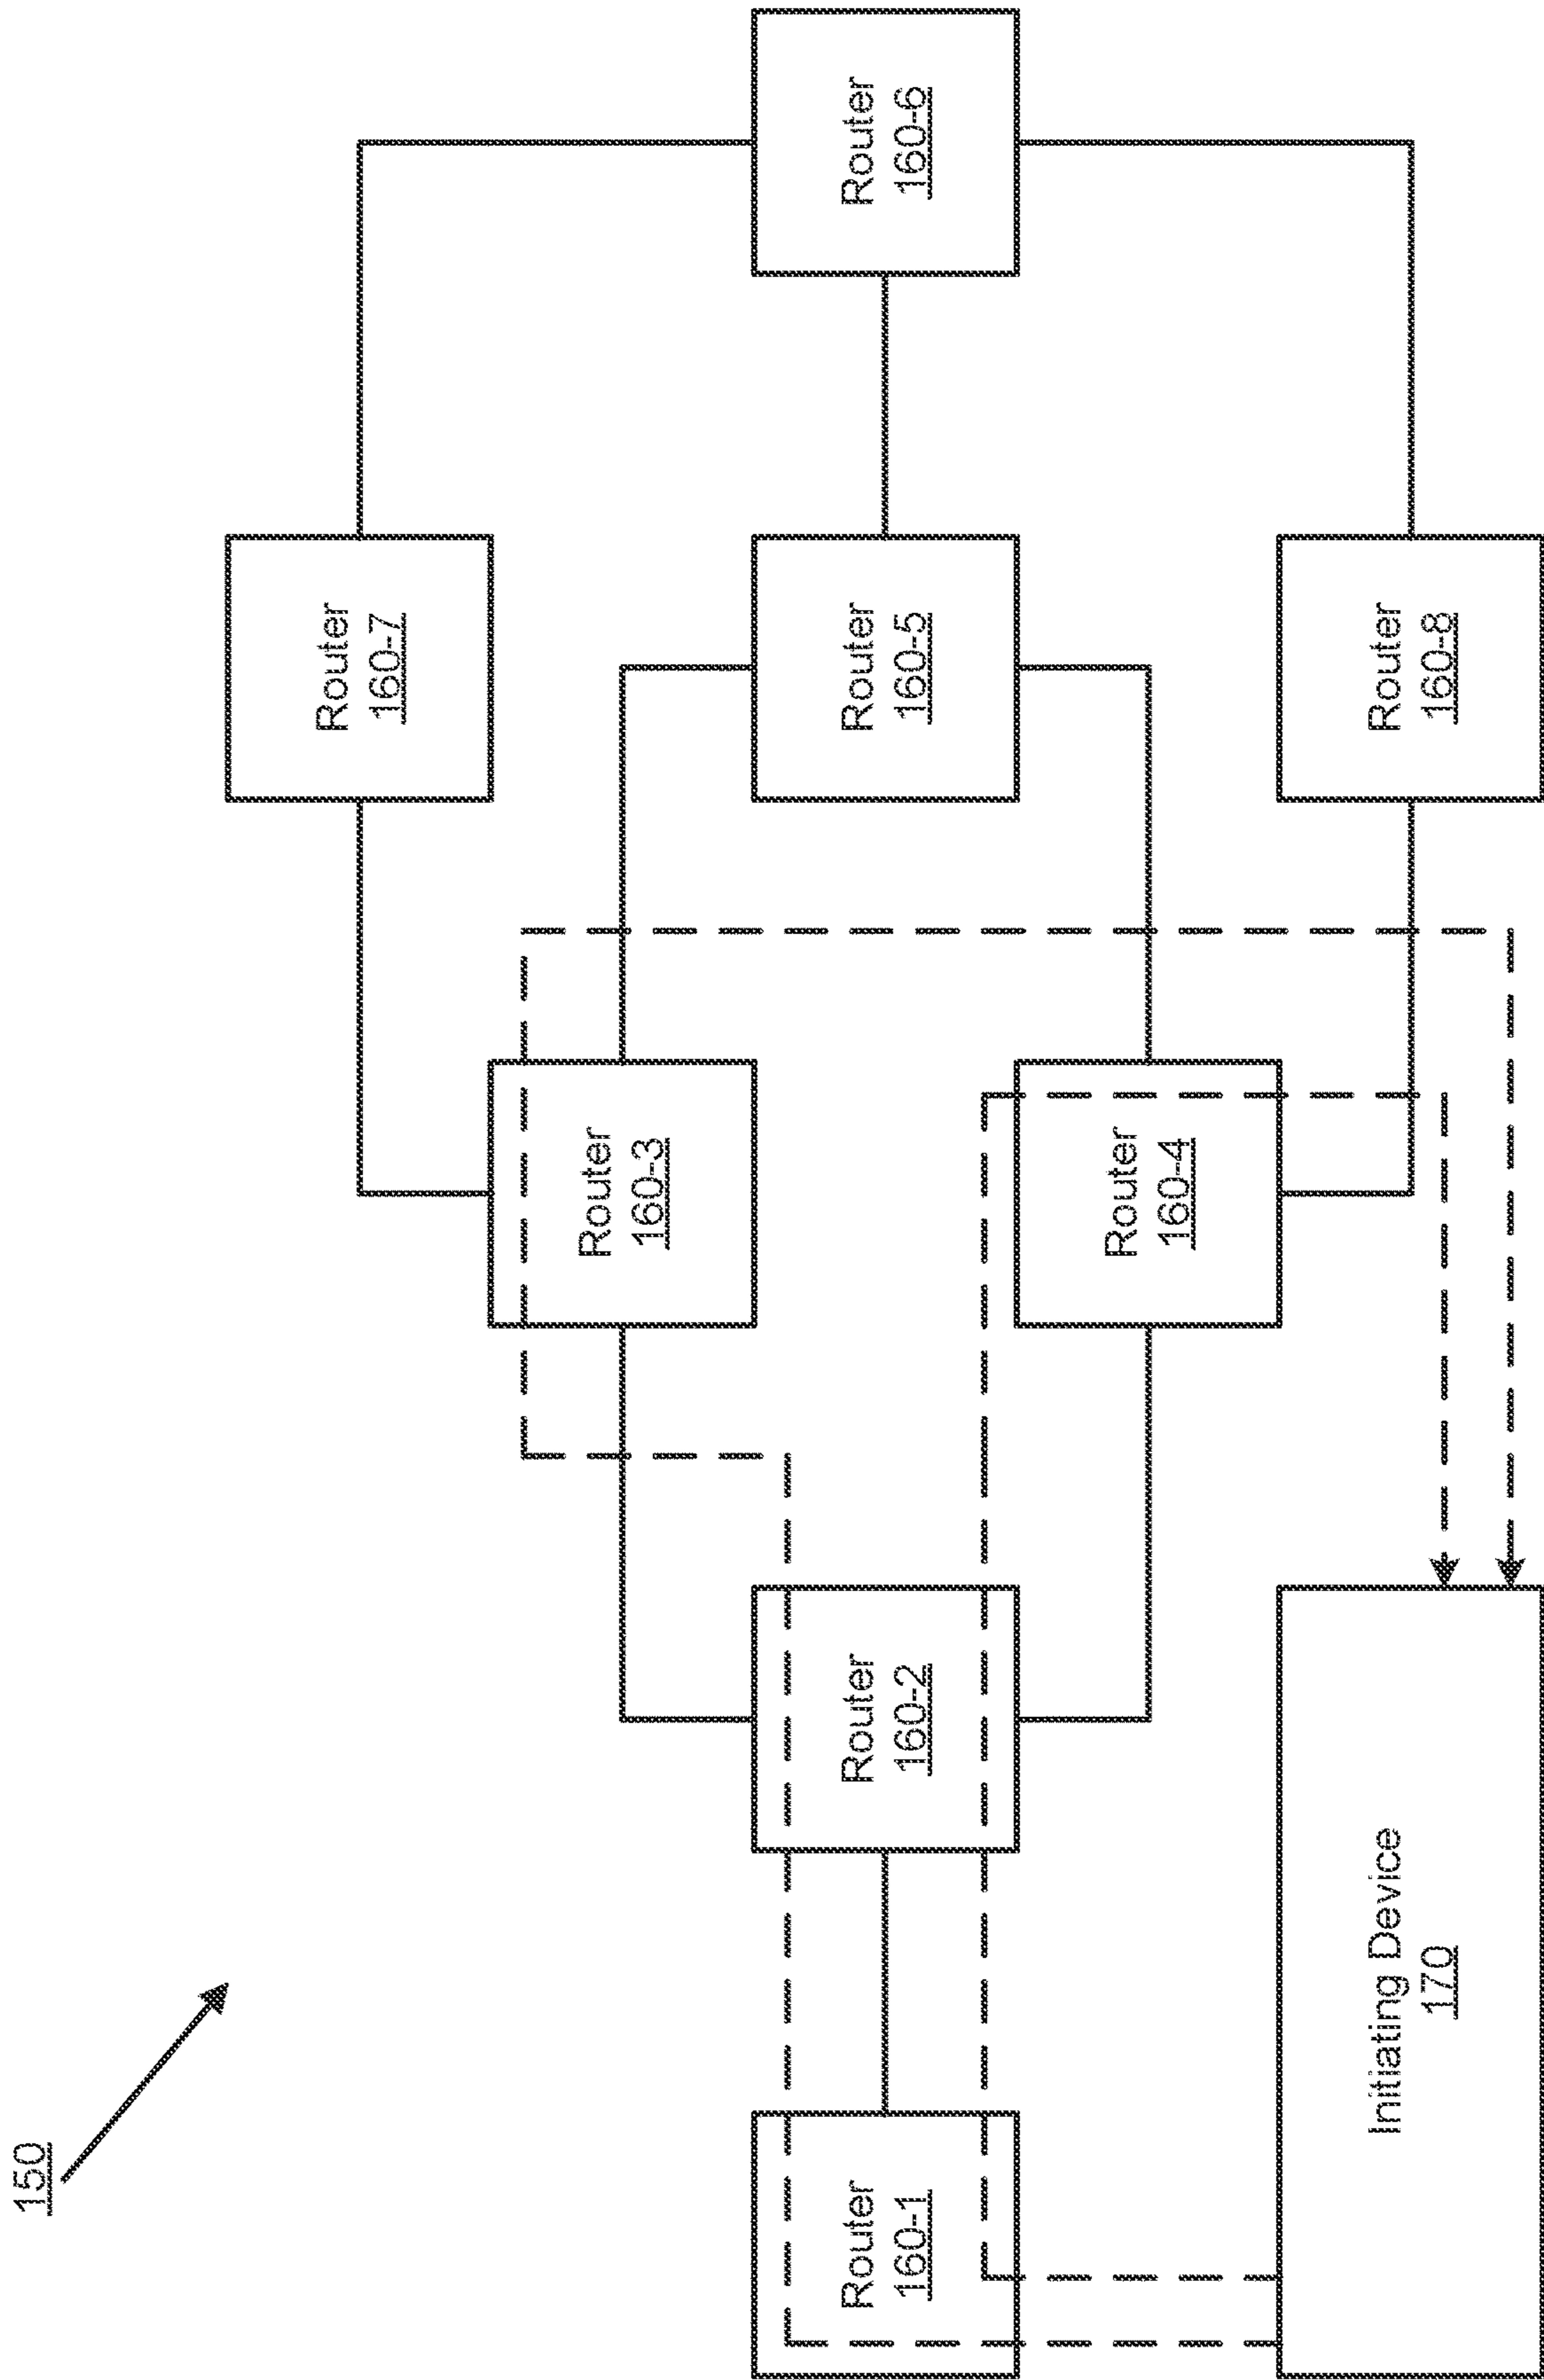 150
Router
160-1
Router
160-2
Router
160-3
Router
160-4
Router
160-7
Router
160-5
Router
160-8
Router
160-6
Initiating Device
170